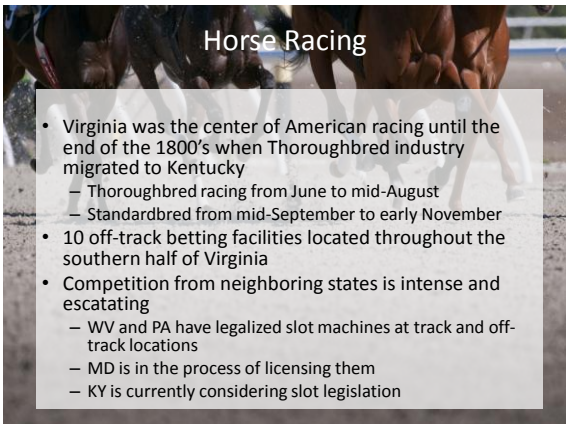 Horse Racing
• Virginia was the center of American racing until the
end of the 1800's when Thoroughbred industry
migrated to Kentucky
– Thoroughbred racing from June to mid-August
– Standardbred from mid-September to early November
• 10 off-track betting facilities located throughout the
southern half of Virginia
• Competition from neighboring states is intense and
escatating
– WV and PA have legalized slot machines at track and off-
track locations
– MD is in the process of licensing them
– KY is currently considering slot legislation